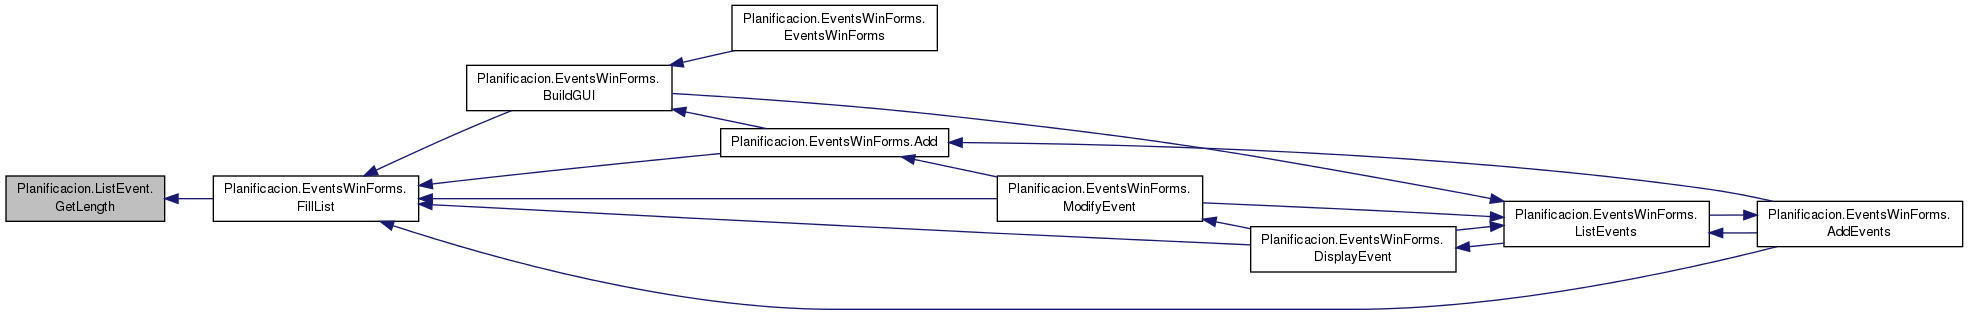 Planificacion.EventsWinForms.
EventsWinForms
Planificacion.EventsWinForms.
BuildGUI
Planificacion.EventsWinForms.Add
Planificacion.ListEvent.
GetLength
Planificacion.EventsWinForms.
FillList
Planificacion.EventsWinForms.
ModifyEvent
Planificacion.EventsWinForms.
ListEvents
Planificacion.EventsWinForms.
AddEvents
Planificacion.EventsWinForms.
DisplayEvent